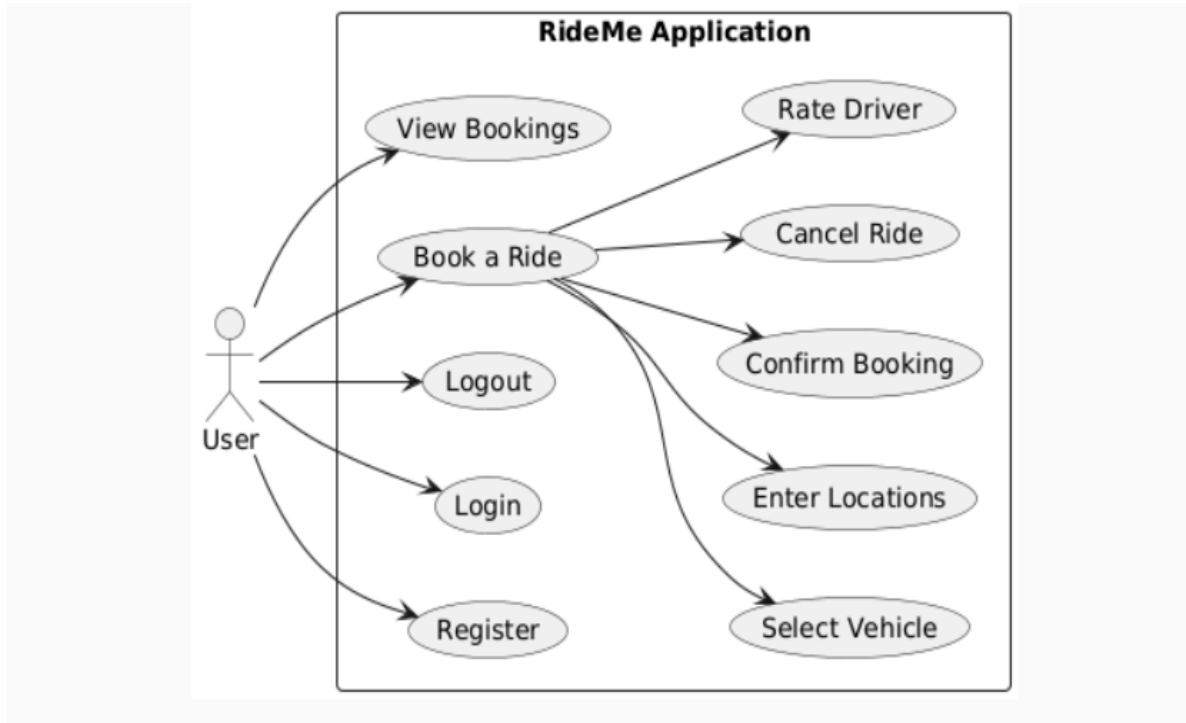 RideMe Application
Rate Driver
View Bookings
Cancel Ride
Book a Ride
Confirm Booking
Logout
User
Enter Locations
Login
Select Vehicle
Register